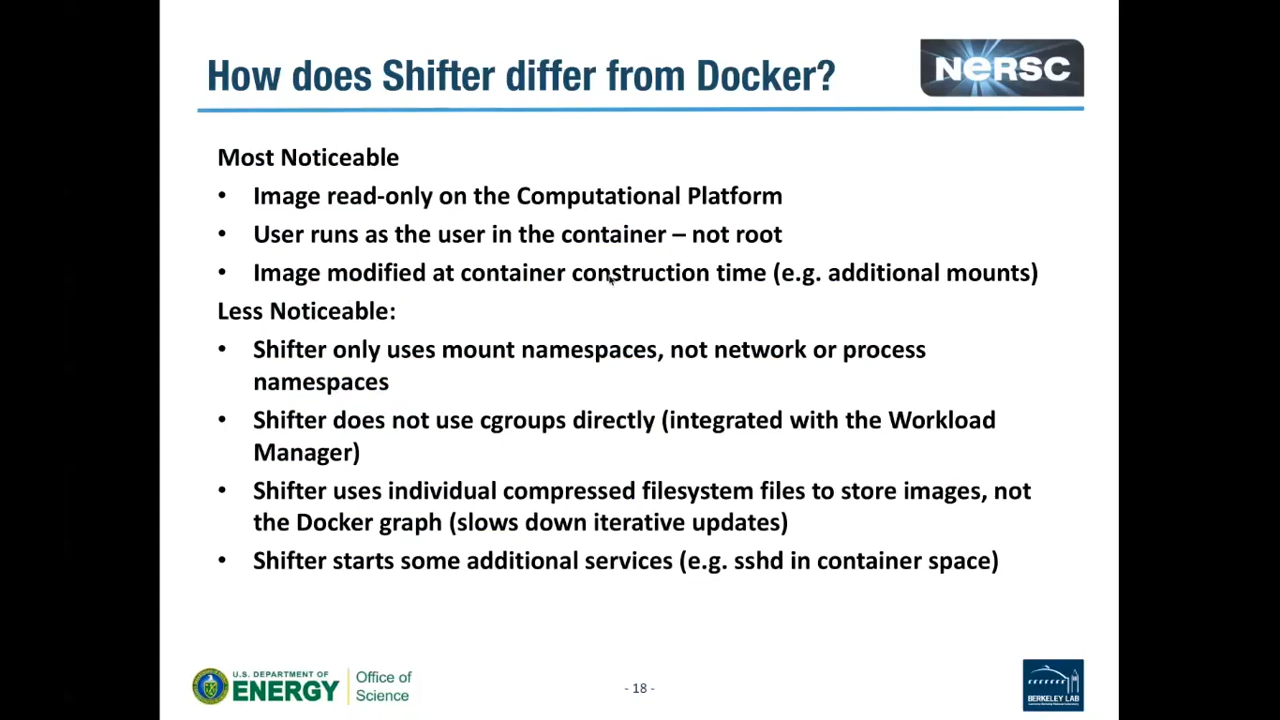 How does Shifter differ from Docker?
NERSC
Most Noticeable
• Image read-only on the Computational Platform
• User runs as the user in the container – not root
• Image modified at container construction time (e.g. additional mounts)
Less Noticeable:
• Shifter only uses mount namespaces, not network or process
namespaces
• Shifter does not use cgroups directly (integrated with the Workload
Manager)
• Shifter uses individual compressed filesystem files to store images, not
the Docker graph (slows down iterative updates)
• Shifter starts some additional services (e.g. sshd in container space)
U.S. DEPARTMENT OF
ENERGY
Office of
Science
- 18 -
BERKELEY LAB